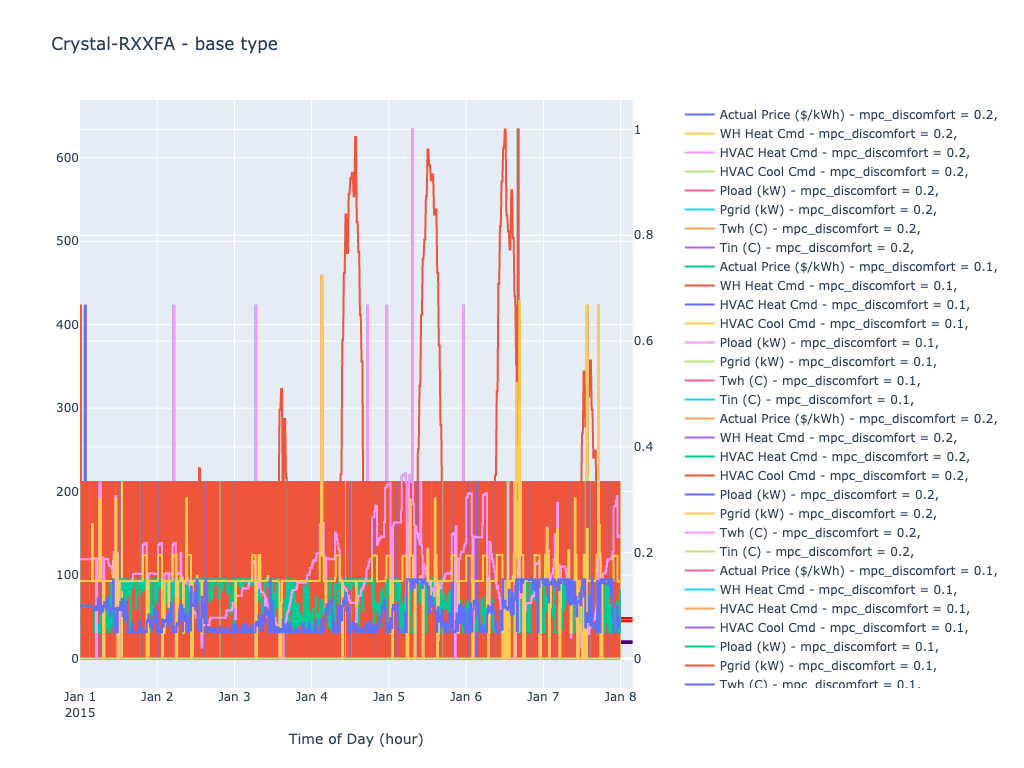 Crystal-RXXFA - base type
600
500
400
300
200
100
0
1
0.8
0.6
0.4
0.2
0
Jan 1
2015
Jan 2
Jan 3
Jan 4
Jan 5
Jan 6
Jan 7
Jan 8
Time of Day (hour)
Actual Price ($/kWh) - mpc_discomfort = 0.2,
WH Heat Cmd - mpc_discomfort = 0.2,
HVAC Heat Cmd - mpc_discomfort = 0.2,
HVAC Cool Cmd - mpc_discomfort = 0.2,
Pload (kW) - mpc_discomfort = 0.2,
Pgrid (kW) - mpc_discomfort = 0.2,
Twh (C) - mpc_discomfort = 0.2,
Tin (C) - mpc_discomfort = 0.2,
Actual Price ($/kWh) - mpc_discomfort = 0.1,
WH Heat Cmd - mpc_discomfort = 0.1,
HVAC Heat Cmd - mpc_discomfort = 0.1,
HVAC Cool Cmd - mpc_discomfort = 0.1,
Pload (kW) - mpc_discomfort = 0.1,
Pgrid (kW) - mpc_discomfort = 0.1,
Twh (C) - mpc_discomfort = 0.1,
Tin (C) - mpc_discomfort = 0.1,
Actual Price ($/kWh) - mpc_discomfort = 0.2,
WH Heat Cmd - mpc_discomfort = 0.2,
HVAC Heat Cmd - mpc_discomfort = 0.2,
HVAC Cool Cmd - mpc_discomfort = 0.2,
Pload (kW) - mpc_discomfort = 0.2,
Pgrid (kW) - mpc_discomfort = 0.2,
Twh (C) - mpc_discomfort = 0.2,
Tin (C) - mpc_discomfort = 0.2,
Actual Price ($/kWh) - mpc_discomfort = 0.1,
WH Heat Cmd - mpc_discomfort = 0.1,
HVAC Heat Cmd - mpc_discomfort = 0.1,
HVAC Cool Cmd - mpc_discomfort = 0.1,
Pload (kW) - mpc_discomfort = 0.1,
Pgrid (kW) - mpc_discomfort = 0.1,
Twh (C) - mpc_discomfort = 0.1,